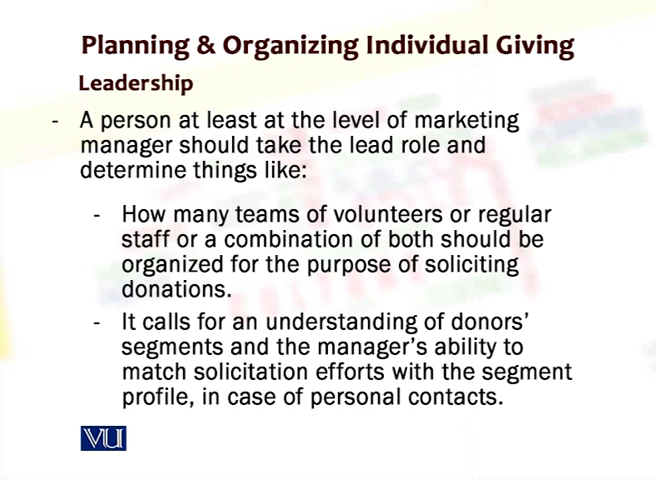 Planning & Organizing Individual Giving
Leadership
- A person at least at the level of marketing
manager should take the lead role and
determine things like:
- How many teams of volunteers or regular
staff or a combination of both should be
organized for the purpose of soliciting
donations.
- It calls for an understanding of donors’
segments and the manager’s ability to
match solicitation efforts with the segment
profile, in case of personal contacts.
VU